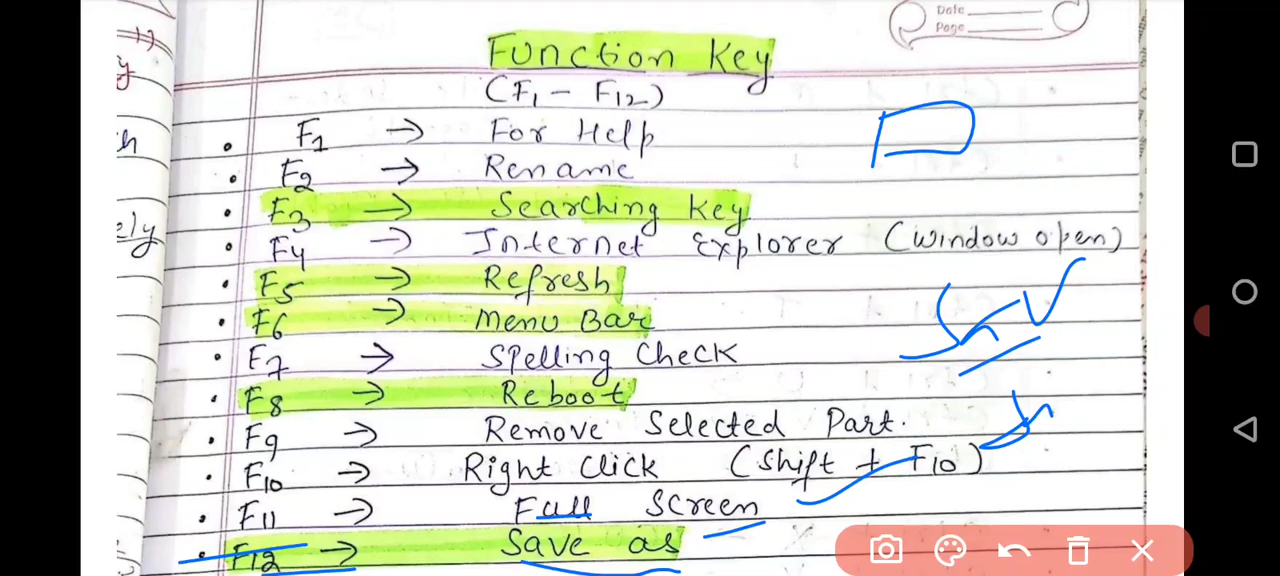 Date
Page
Function Key
(F1 - F12)
F1 → For Help
F2 → Rename
F3 → Searching Key
F4 → Internet Explorer (Window open)
F5 → Refresh
F6 → Menu Bar
F7 → Spelling Check
F8 → Reboot
F9 → Remove Selected Part.
F10 → Right Click (Shift + F10)
F11 → Full Screen
F12 → Save as